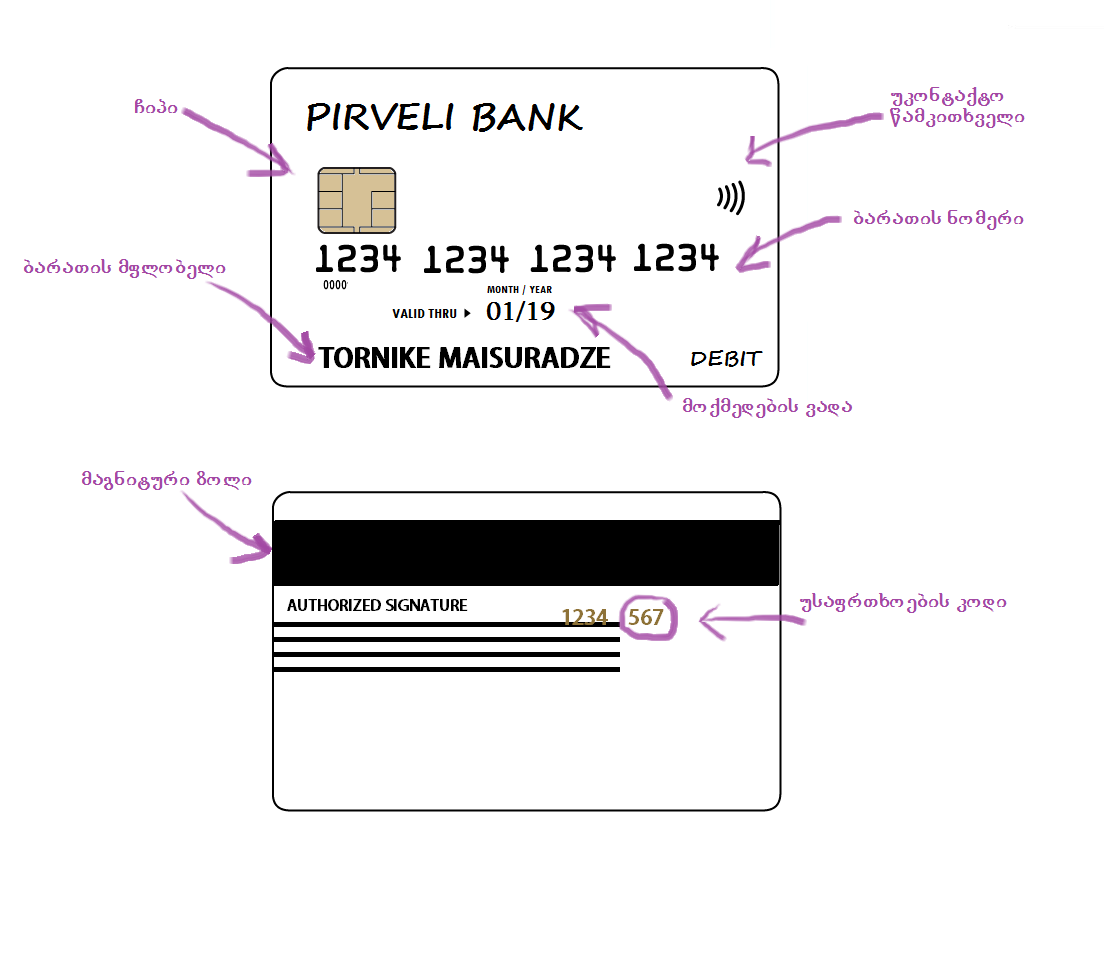 PIRVELI BANK
ჩიპი
უკონტაქტო
წამკითხველი
ბარათის ნომერი
1234 1234 1234 1234
ბარათის მფლობელი
0000
MONTH / YEAR
VALID THRU 01/19
TORNIKE MAISURADZE
DEBIT
მოქმედების ვადა
მაგნიტური ზოლი
AUTHORIZED SIGNATURE
1234 567
უსაფრთხოების კოდი